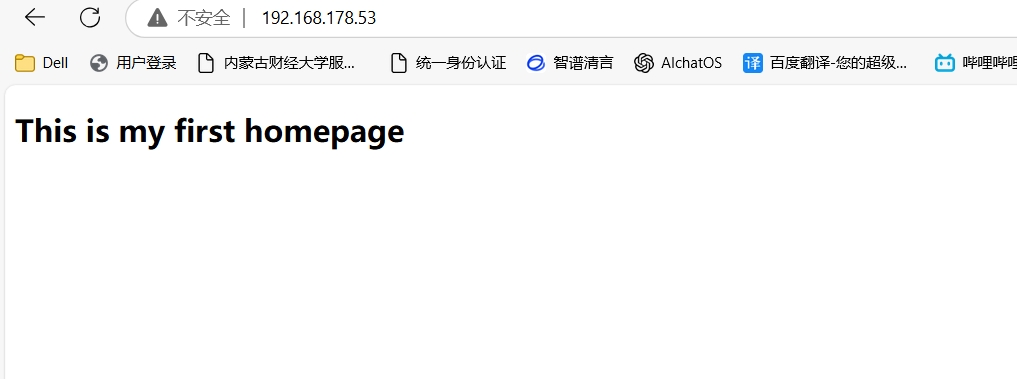 不安全 192.168.178.53
Dell 用户登录 内蒙古财经大学服... 统一身份认证 智谱清言 AIchatOS 译 百度翻译-您的超级... 哔哩哔哩
This is my first homepage